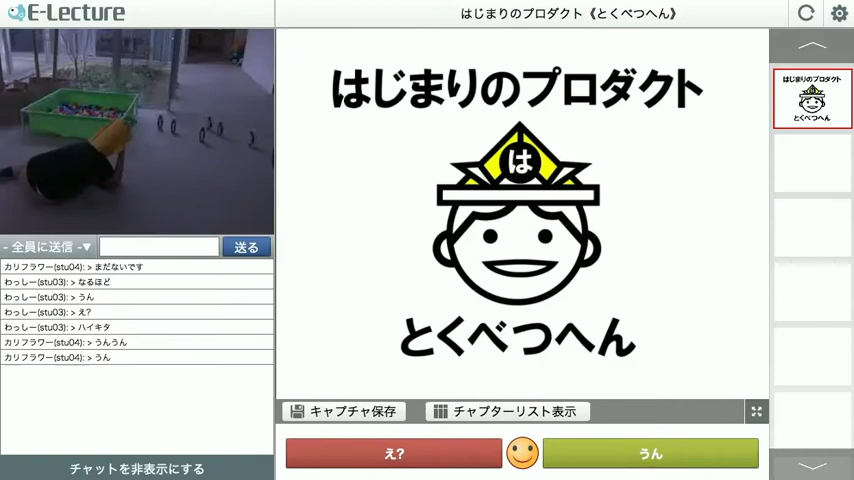 E-Lecture
はじまりのプロダクト《とくべつへん》
- 全員に送信 -▼
送る
カリフラワー(stu04): > まだないです
わっしー(stu03): > なるほど
わっしー(stu03): > うん
わっしー(stu03): > え?
わっしー(stu03): > ハイキタ
カリフラワー(stu04): > うんうん
カリフラワー(stu04): > うん
チャットを非表示にする
はじまりのプロダクト
は
とくべつへん
キャプチャ保存
チャプターリスト表示
え?
うん
はじまりのプロダクト
とくべつへん